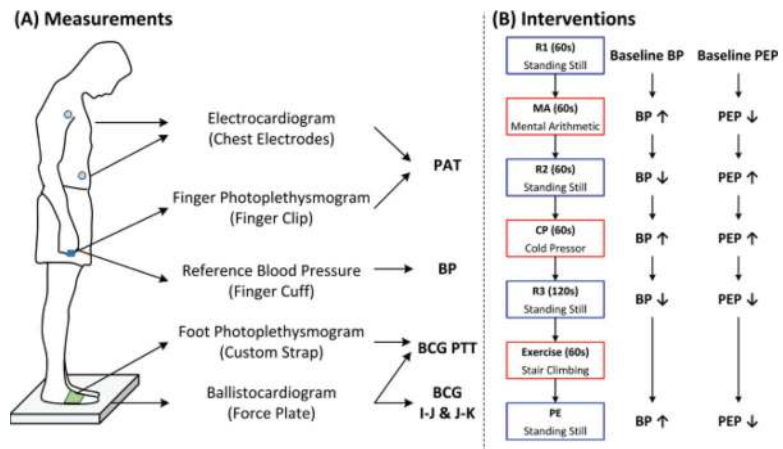 (A) Measurements
Electrocardiogram
(Chest Electrodes)
PAT
Finger Photoplethysmogram
(Finger Clip)
Reference Blood Pressure
(Finger Cuff)
BP
Foot Photoplethysmogram
(Custom Strap)
BCG PTT
Ballistocardiogram
(Force Plate)
BCG
I-J & J-K
(B) Interventions
R1 (60s)
Standing Still
Baseline BP
Baseline PEP
MA (60s)
Mental Arithmetic
BP ↑
PEP ↓
R2 (60s)
Standing Still
BP ↓
PEP ↑
CP (60s)
Cold Pressor
BP ↑
PEP ↑
R3 (120s)
Standing Still
BP ↓
PEP ↓
Exercise (60s)
Stair Climbing
PE
Standing Still
BP ↑
PEP ↓